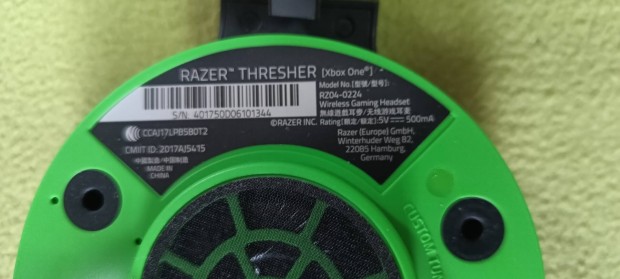 RAZER™ THRESHER [Xbox One®]
Model No.[型號/型号]:
RZ04-0224
Wireless Gaming Headset
無線遊戲耳麥/无线游戏耳麦
Rating[額定/额定]:5V⎓500mA
S/N: 401750006101344
©RAZER INC.
CCAJ17LPB5B0T2
CMIIT ID: 2017AJ5415
中國製造/中国制造
MADE IN
CHINA
Razer (Europe) GmbH,
Winterhuder Weg 82,
22085 Hamburg,
Germany
CUSTOM TU